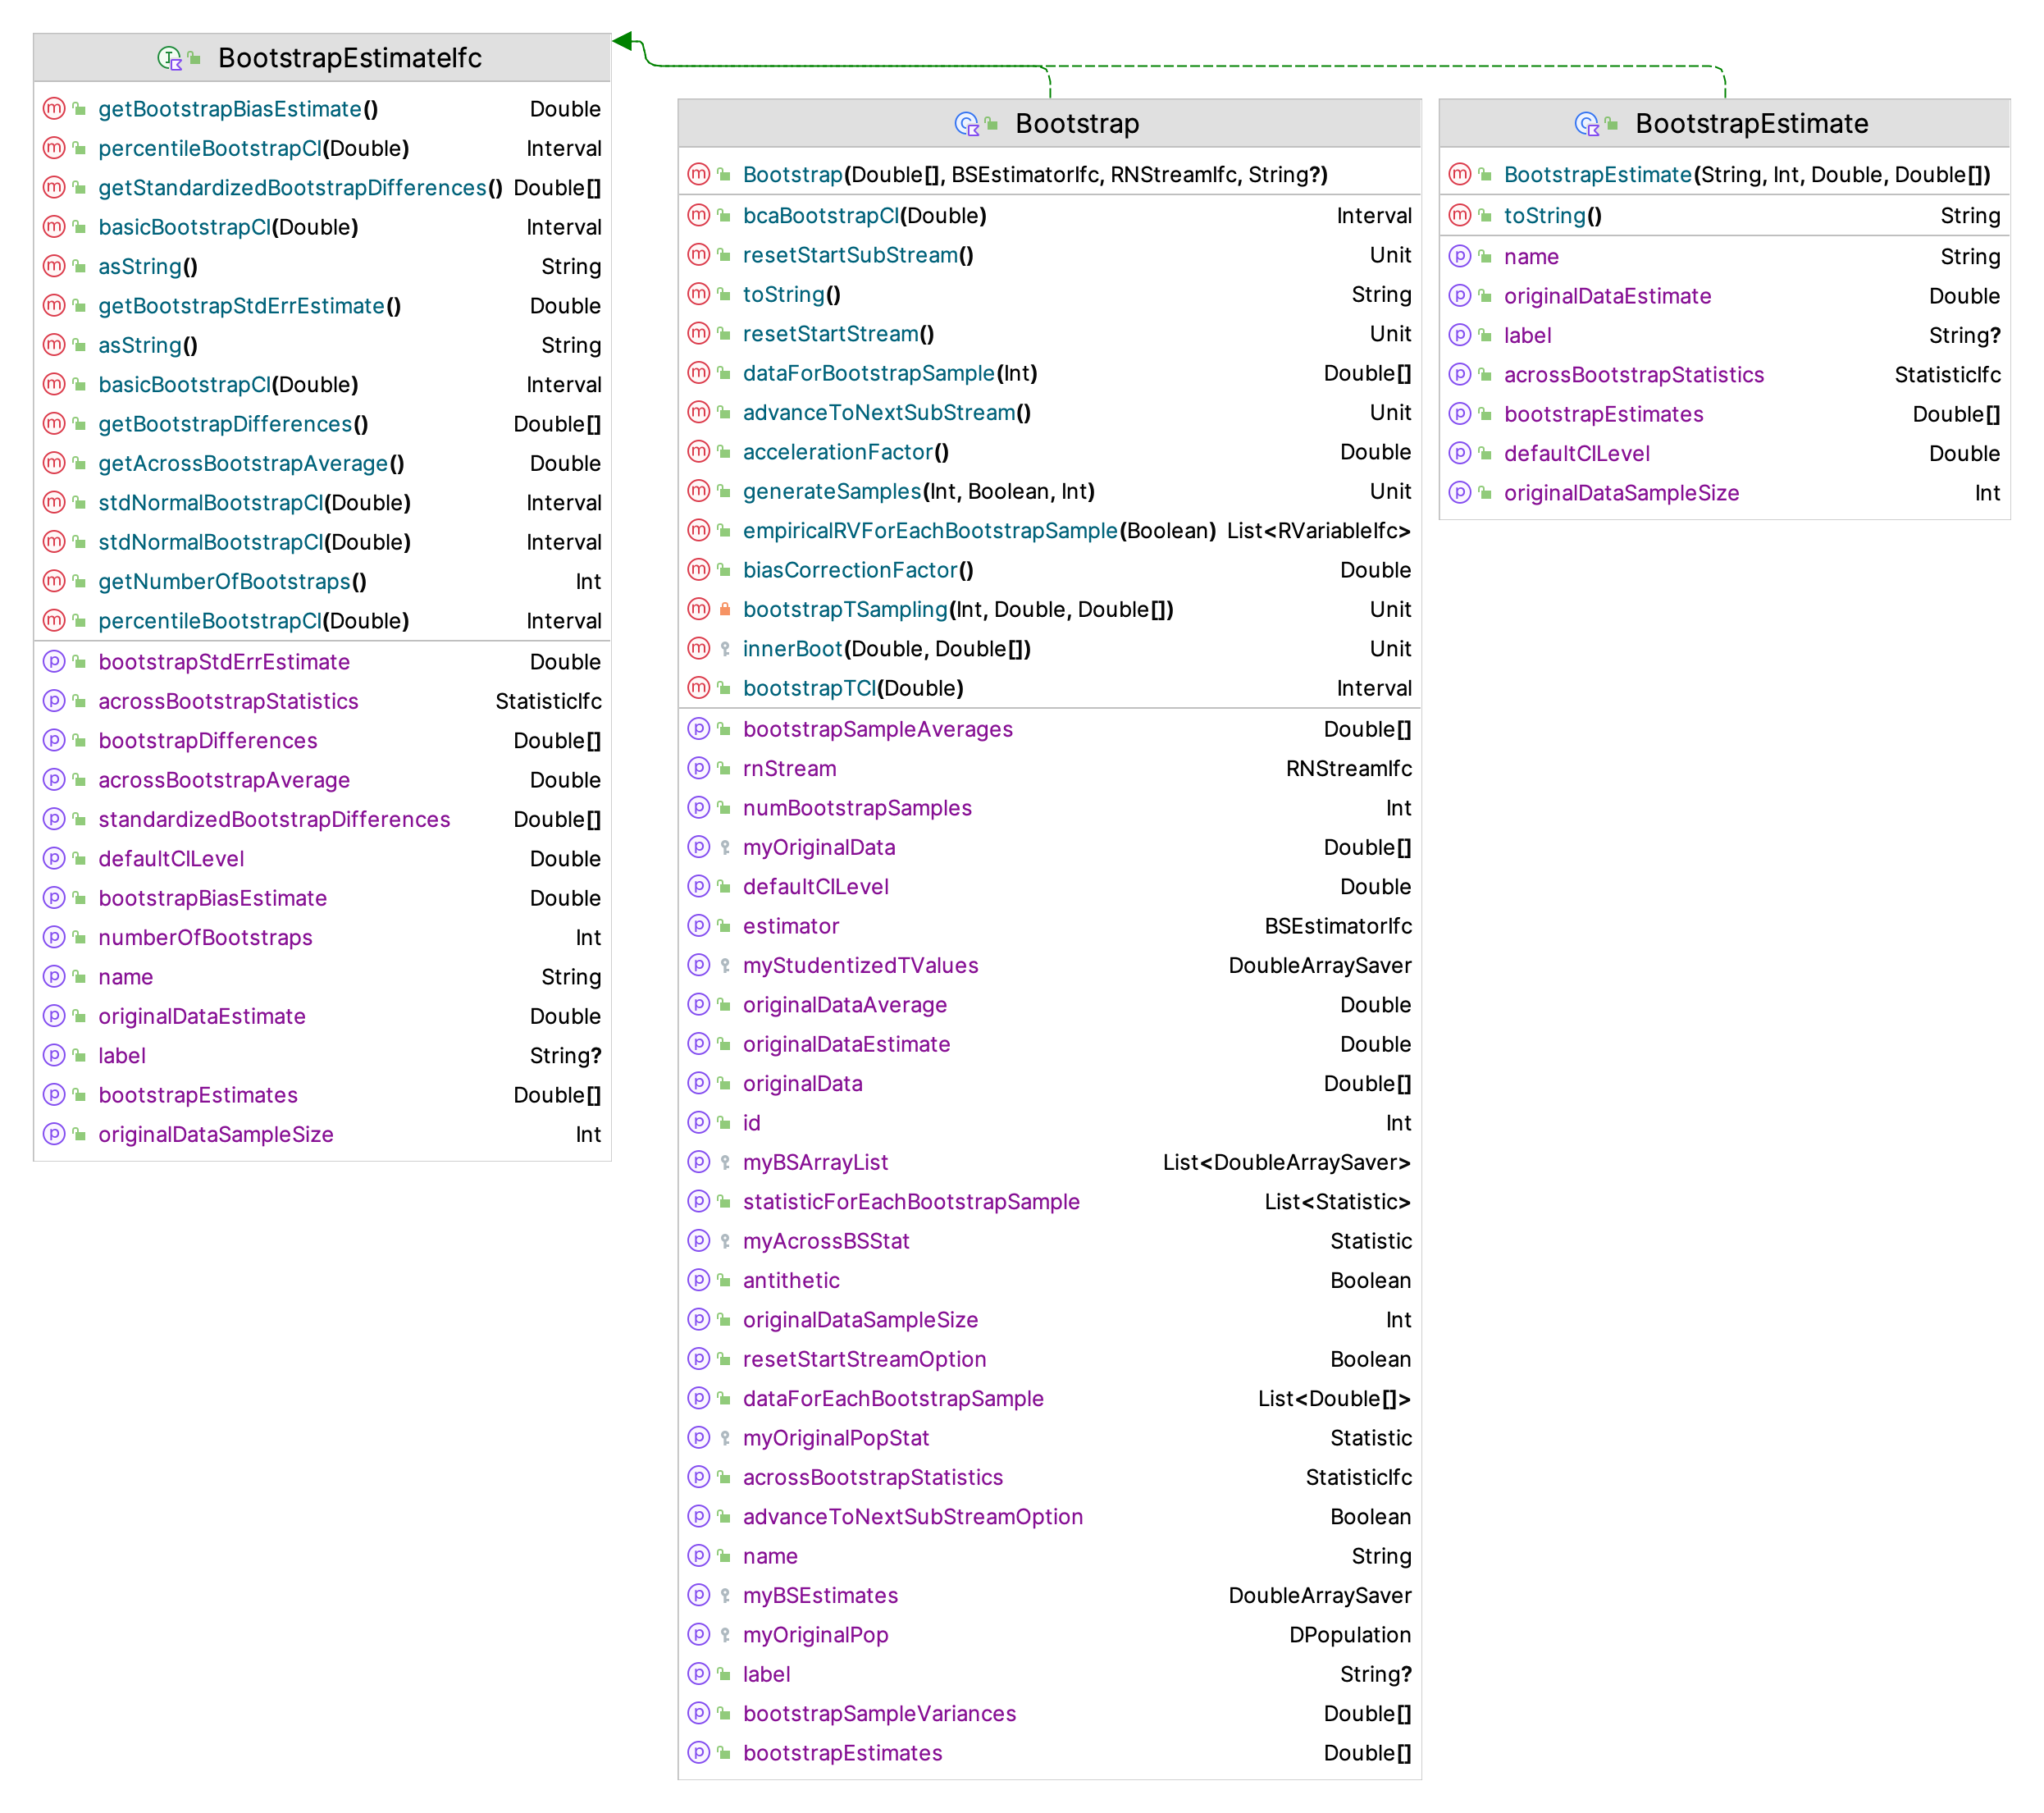 BootstrapEstimateIfc
getBootstrapBiasEstimate() Double
percentileBootstrapCI(Double) Interval
getStandardizedBootstrapDifferences() Double[]
basicBootstrapCI(Double) Interval
asString() String
getBootstrapStdErrEstimate() Double
asString() String
basicBootstrapCI(Double) Interval
getBootstrapDifferences() Double[]
getAcrossBootstrapAverage() Double
stdNormalBootstrapCI(Double) Interval
stdNormalBootstrapCI(Double) Interval
getNumberOfBootstraps() Int
percentileBootstrapCI(Double) Interval
bootstrapStdErrEstimate Double
acrossBootstrapStatistics StatisticIfc
bootstrapDifferences Double[]
acrossBootstrapAverage Double
standardizedBootstrapDifferences Double[]
defaultCILevel Double
bootstrapBiasEstimate Double
numberOfBootstraps Int
name String
originalDataEstimate Double
label String?
bootstrapEstimates Double[]
originalDataSampleSize Int
Bootstrap
Bootstrap(Double[], BSEstimatorIfc, RNStreamIfc, String?)
bcaBootstrapCI(Double) Interval
resetStartSubStream() Unit
toString() String
resetStartStream() Unit
dataForBootstrapSample(Int) Double[]
advanceToNextSubStream() Unit
accelerationFactor() Double
generateSamples(Int, Boolean, Int) Unit
empiricalRVForEachBootstrapSample(Boolean) List<RVariableIfc>
biasCorrectionFactor() Double
bootstrapTSampling(Int, Double, Double[]) Unit
innerBoot(Double, Double[]) Unit
bootstrapTCI(Double) Interval
bootstrapSampleAverages Double[]
rnStream RNStreamIfc
numBootstrapSamples Int
myOriginalData Double[]
defaultCILevel Double
estimator BSEstimatorIfc
myStudentizedTValues DoubleArraySaver
originalDataAverage Double
originalDataEstimate Double
originalData Double[]
id Int
myBSArrayList List<DoubleArraySaver>
statisticForEachBootstrapSample List<Statistic>
myAcrossBSStat Statistic
antithetic Boolean
originalDataSampleSize Int
resetStartStreamOption Boolean
dataForEachBootstrapSample List<Double[]>
myOriginalPopStat Statistic
acrossBootstrapStatistics StatisticIfc
advanceToNextSubStreamOption Boolean
name String
myBSEstimates DoubleArraySaver
myOriginalPop DPopulation
label String?
bootstrapSampleVariances Double[]
bootstrapEstimates Double[]
BootstrapEstimate
BootstrapEstimate(String, Int, Double, Double[])
toString() String
name String
originalDataEstimate Double
label String?
acrossBootstrapStatistics StatisticIfc
bootstrapEstimates Double[]
defaultCILevel Double
originalDataSampleSize Int